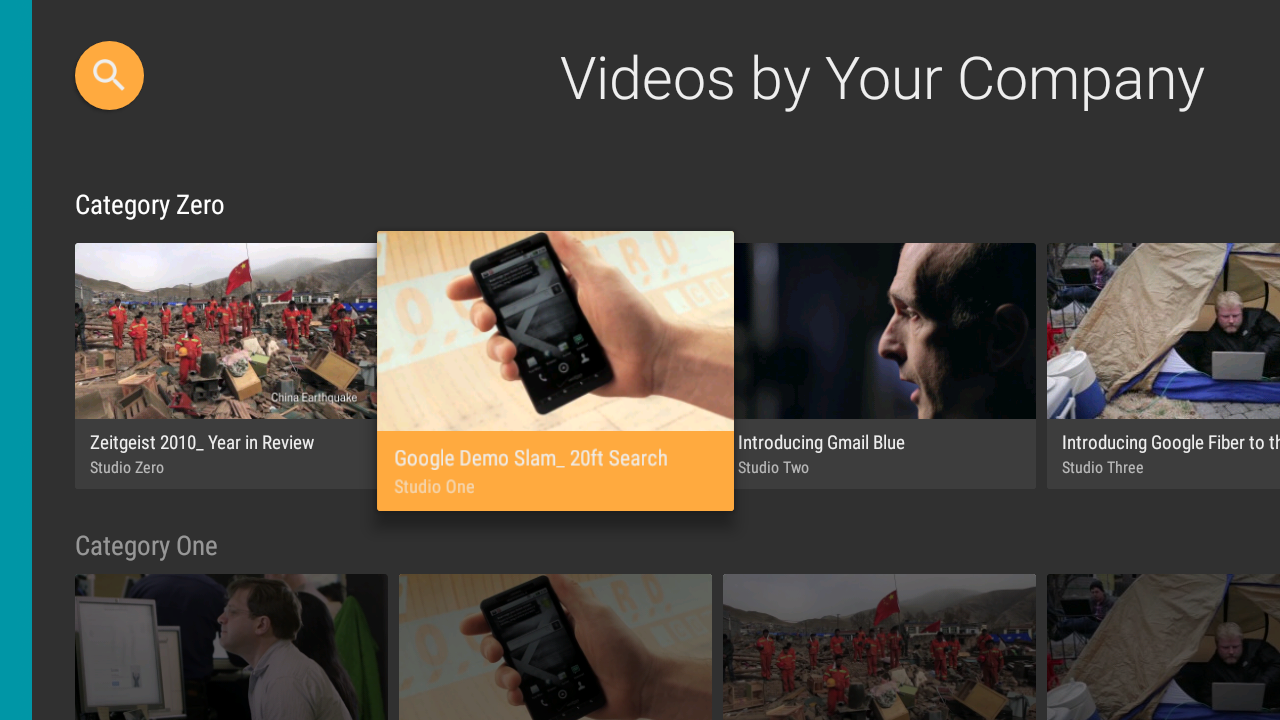 Videos by Your Company
Category Zero
China Earthquake
Zeitgeist 2010_ Year in Review
Studio Zero
Google Demo Slam_ 20ft Search
Studio One
Introducing Gmail Blue
Studio Two
Introducing Google Fiber to th
Studio Three
Category One